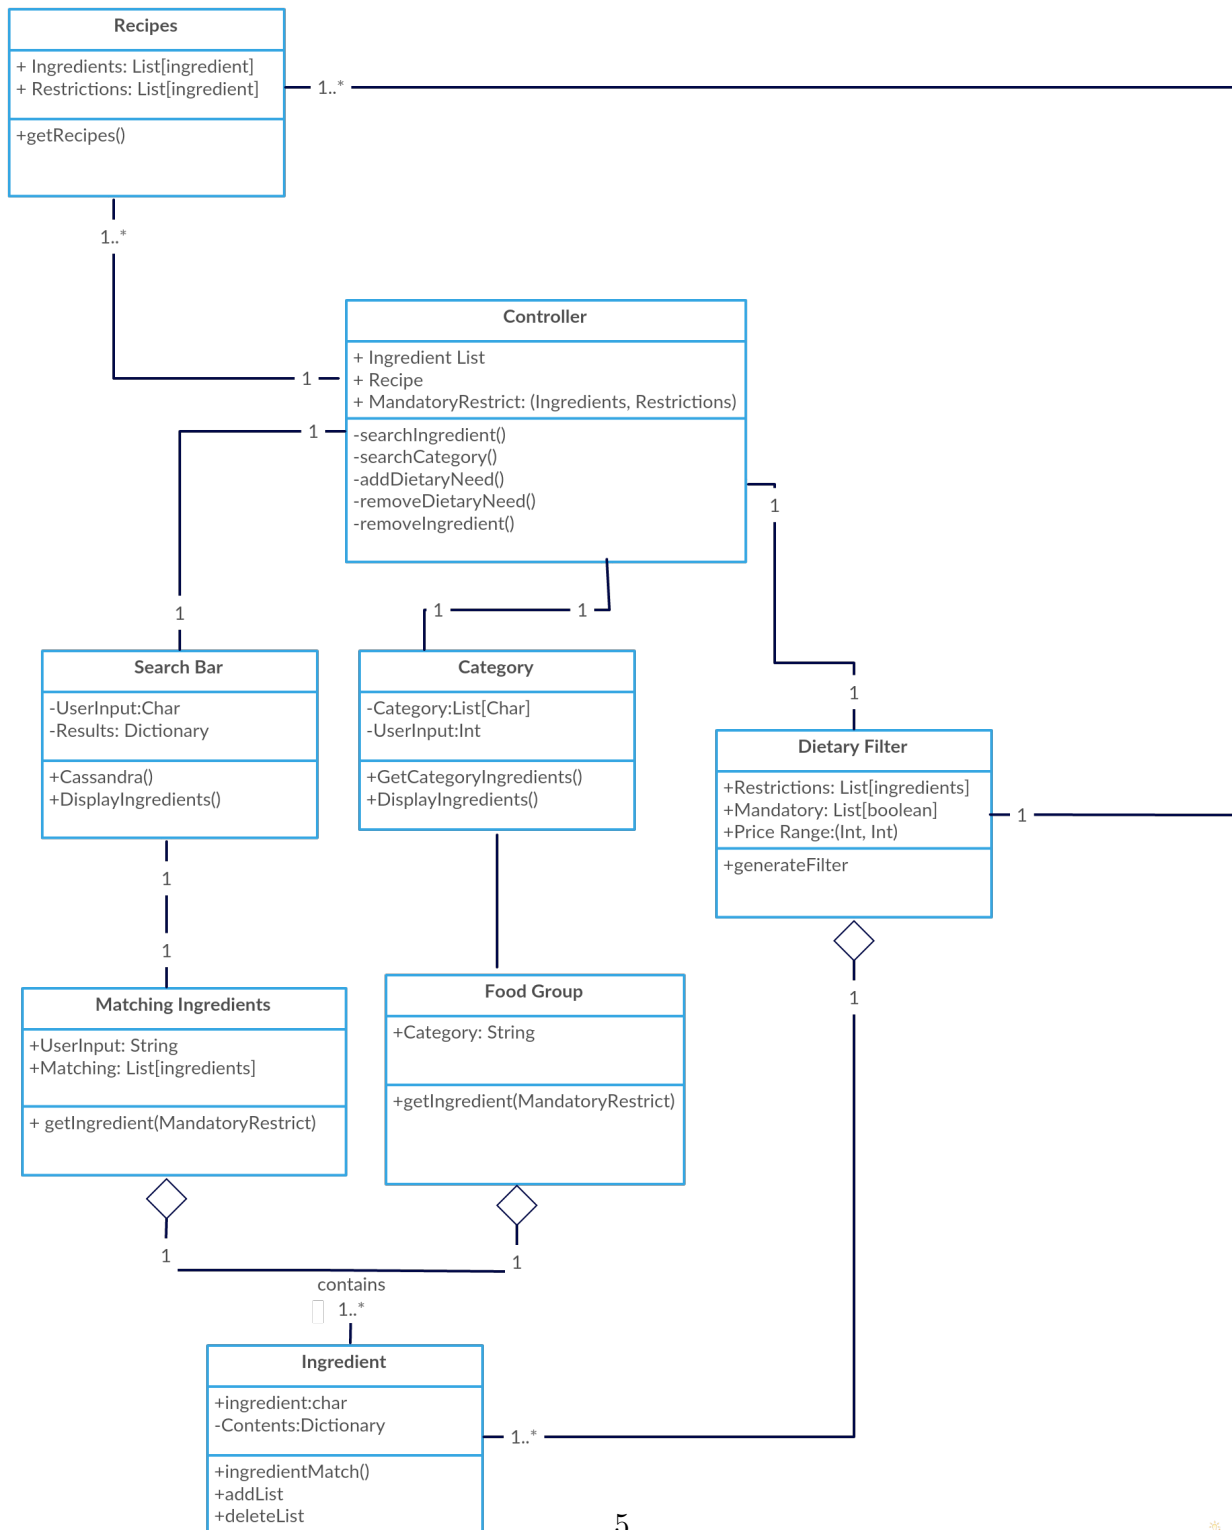 Recipes
+ Ingredients: List[ingredient]
+ Restrictions: List[ingredient]
+getRecipes()
1..*
1..*
1
Controller
+ Ingredient List
+ Recipe
+ MandatoryRestrict: (Ingredients, Restrictions)
-searchIngredient()
-searchCategory()
-addDietaryNeed()
-removeDietaryNeed()
-removeIngredient()
1
1
1
1
1
1
Search Bar
-UserInput:Char
-Results: Dictionary
+Cassandra()
+DisplayIngredients()
Category
-Category:List[Char]
-UserInput:Int
+GetCategoryIngredients()
+DisplayIngredients()
Dietary Filter
+Restrictions: List[ingredients]
+Mandatory: List[boolean]
+Price Range:(Int, Int)
+generateFilter
1
1
1
1
Matching Ingredients
+UserInput: String
+Matching: List[ingredients]
+ getIngredient(MandatoryRestrict)
Food Group
+Category: String
+getIngredient(MandatoryRestrict)
1
1
contains
1..*
Ingredient
+ingredient:char
-Contents:Dictionary
+ingredientMatch()
+addList
+deleteList
1..*
5